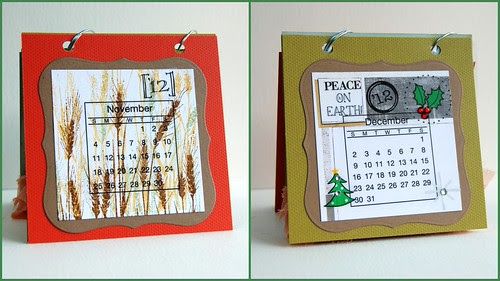 [12]
November
S M T W T F S
1 2 3
4 5 6 7 8 9 10
11 12 13 14 15 16 17
18 19 20 21 22 23 24
25 26 27 28 29 30
PEACE
ON
EARTH!
12
December
S M T W T F S
1
2 3 4 5 6 7 8
9 10 11 12 13 14 15
16 17 18 19 20 21 22
23 24 25 26 27 28 29
30 31